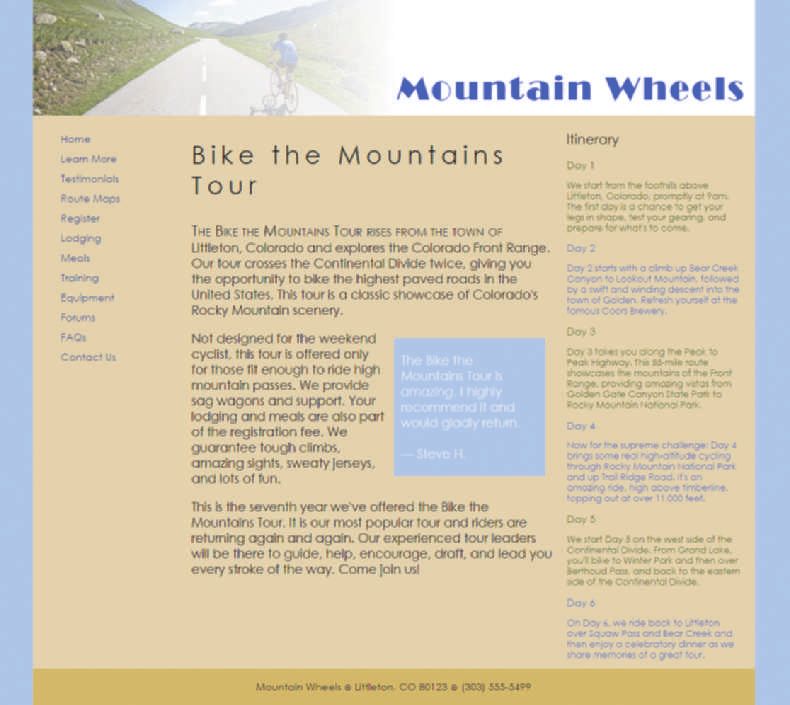 Mountain Wheels
Home
Learn More
Testimonials
Route Maps
Register
Lodging
Meals
Training
Equipment
Forums
FAQs
Contact Us
Bike the Mountains
Tour
THE BIKE THE MOUNTAINS TOUR RISES FROM THE TOWN OF
Littleton, Colorado and explores the Colorado Front Range.
Our tour crosses the Continental Divide twice, giving you
the opportunity to bike the highest paved roads in the
United States. This tour is a classic showcase of Colorado's
Rocky Mountain scenery.
Not designed for the weekend
cyclist, this tour is offered only
for those fit enough to ride high
mountain passes. We provide
sag wagons and support. Your
lodging and meals are also part
of the registration fee. We
guarantee tough climbs,
amazing sights, sweaty jerseys,
and lots of fun.
The Bike the
Mountains Tour is
amazing. I highly
recommend it and
would gladly return.
— Steve H.
This is the seventh year we've offered the Bike the
Mountains Tour. It is our most popular tour and riders are
returning again and again. Our experienced tour leaders
will be there to guide, help, encourage, draft, and lead you
every stroke of the way. Come join us!
Itinerary
Day 1
We start from the foothills above
Littleton, Colorado, promptly at 9am.
The first day is a chance to get your
legs in shape, test your gearing, and
prepare for what's to come.
Day 2
Day 2 starts with a climb up Bear Creek
Canyon to Lookout Mountain, followed
by a swift and winding descent into the
town of Golden. Refresh yourself at the
famous Coors Brewery.
Day 3
Day 3 takes you along the Peak to
Peak Highway. This 85-mile route
showcases the mountains of the Front
Range, providing amazing vistas from
Golden Gate Canyon State Park to
Rocky Mountain National Park.
Day 4
Now for the supreme challenge: Day 4
brings some real high-altitude cycling
through Rocky Mountain National Park
and up Trail Ridge Road. It's an
amazing ride, high above timberline,
topping out at over 11,000 feet.
Day 5
We start Day 5 on the west side of the
Continental Divide. From Grand Lake,
you'll bike to Winter Park and then over
Berthoud Pass, and back to the eastern
side of the Continental Divide.
Day 6
On Day 6, we ride back to Littleton
over Squaw Pass and Bear Creek and
then enjoy a celebratory dinner as we
share memories of a great tour.
Mountain Wheels ⊕ Littleton, CO 80123 ⊕ (303) 555-5499